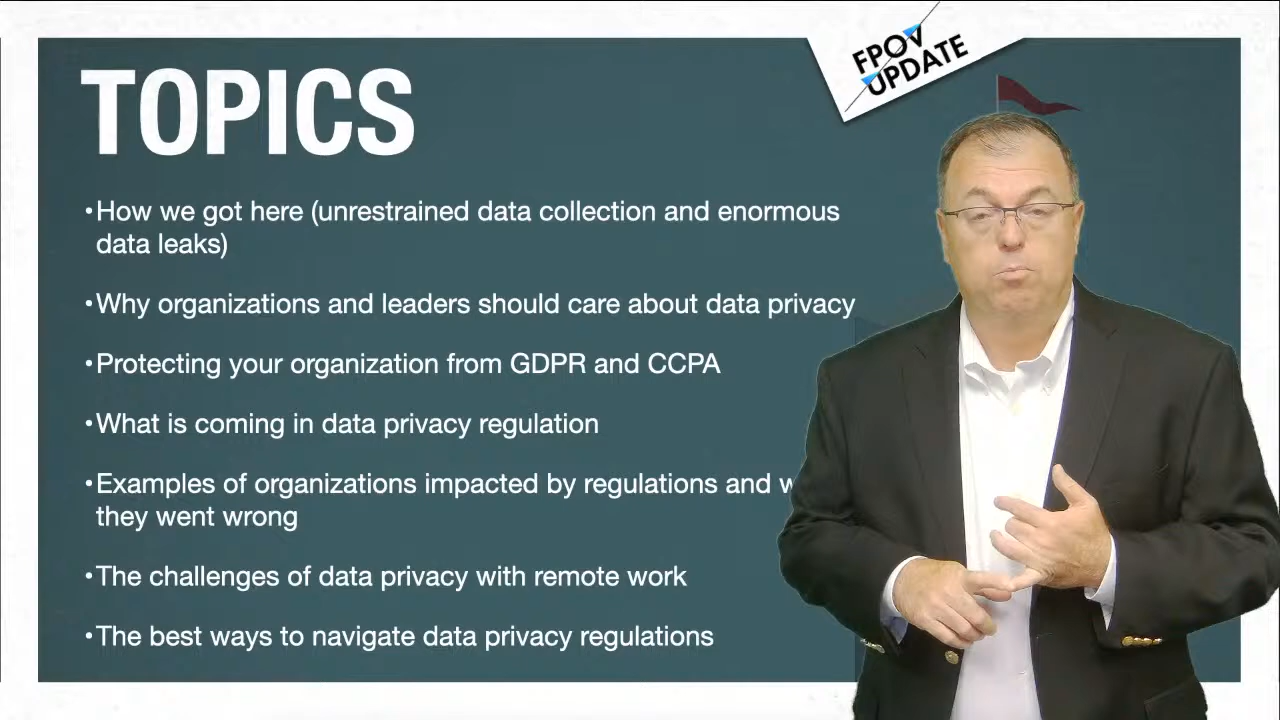 FPOV
UPDATE
TOPICS
•How we got here (unrestrained data collection and enormous
data leaks)
•Why organizations and leaders should care about data privacy
•Protecting your organization from GDPR and CCPA
•What is coming in data privacy regulation
•Examples of organizations impacted by regulations and
they went wrong
•The challenges of data privacy with remote work
•The best ways to navigate data privacy regulations